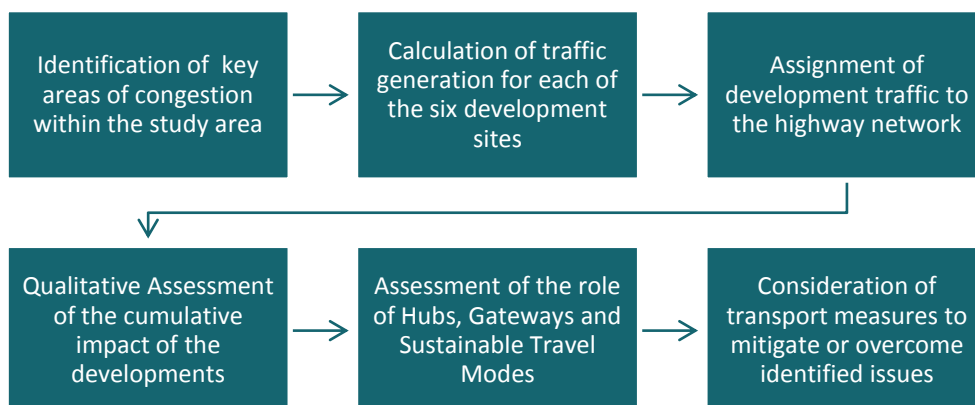 Identification of key
areas of congestion
within the study area
Calculation of traffic
generation for each of
the six development
sites
Assignment of
development traffic to
the highway network
Qualitative Assessment
of the cumulative
impact of the
developments
Assessment of the role
of Hubs, Gateways and
Sustainable Travel
Modes
Consideration of
transport measures to
mitigate or overcome
identified issues